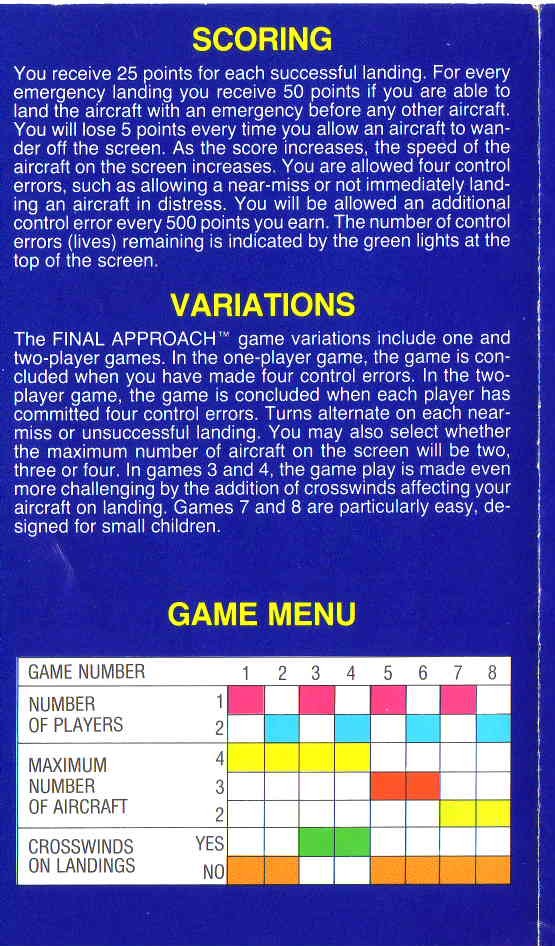 SCORING
You receive 25 points for each successful landing. For every
emergency landing you receive 50 points if you are able to
land the aircraft with an emergency before any other aircraft.
You will lose 5 points every time you allow an aircraft to wan-
der off the screen. As the score increases, the speed of the
aircraft on the screen increases. You are allowed four control
errors, such as allowing a near-miss or not immediately land-
ing an aircraft in distress. You will be allowed an additional
control error every 500 points you earn. The number of control
errors (lives) remaining is indicated by the green lights at the
top of the screen.
VARIATIONS
The FINAL APPROACH™ game variations include one and
two-player games. In the one-player game, the game is con-
cluded when you have made four control errors. In the two-
player game, the game is concluded when each player has
committed four control errors. Turns alternate on each near-
miss or unsuccessful landing. You may also select whether
the maximum number of aircraft on the screen will be two,
three or four. In games 3 and 4, the game play is made even
more challenging by the addition of crosswinds affecting your
aircraft on landing. Games 7 and 8 are particularly easy, de-
signed for small children.
GAME MENU
GAME NUMBER 1 2 3 4 5 6 7 8
NUMBER 1
OF PLAYERS 2
4
MAXIMUM
NUMBER 3
OF AIRCRAFT 2
CROSSWINDS YES
ON LANDINGS NO